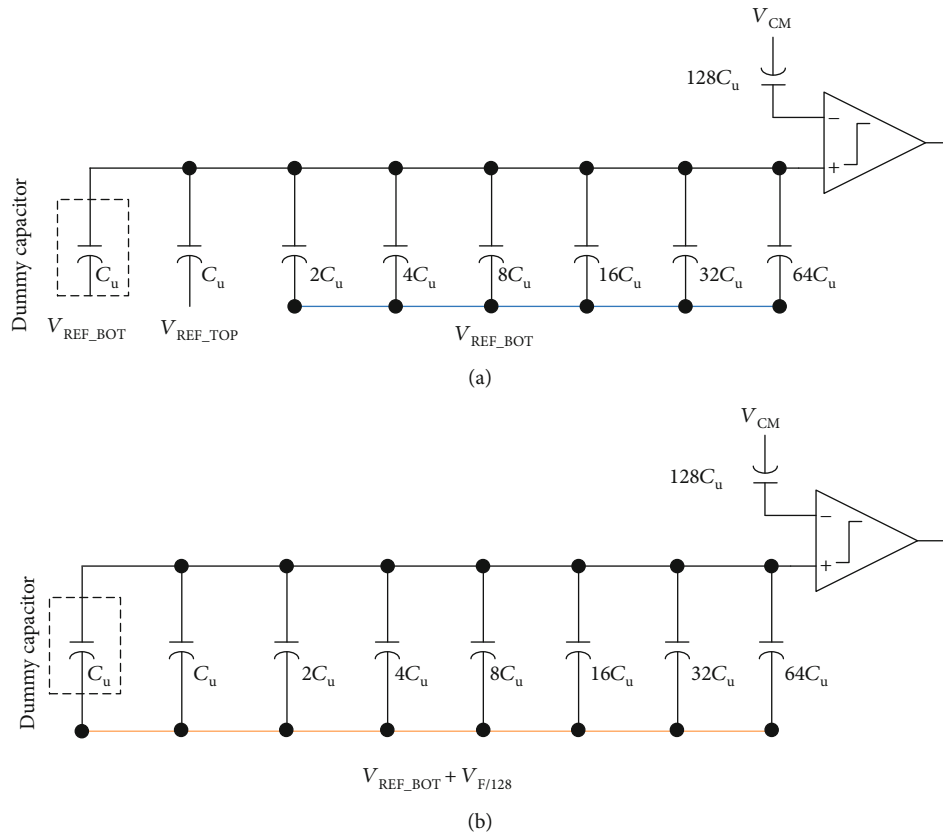 V_CM
128C_u
−
+
Dummy capacitor
C_u
C_u
2C_u
4C_u
8C_u
16C_u
32C_u
64C_u
V_REF_BOT
V_REF_TOP
V_REF_BOT
(a)
V_CM
128C_u
−
+
Dummy capacitor
C_u
C_u
2C_u
4C_u
8C_u
16C_u
32C_u
64C_u
V_REF_BOT + V_F/128
(b)